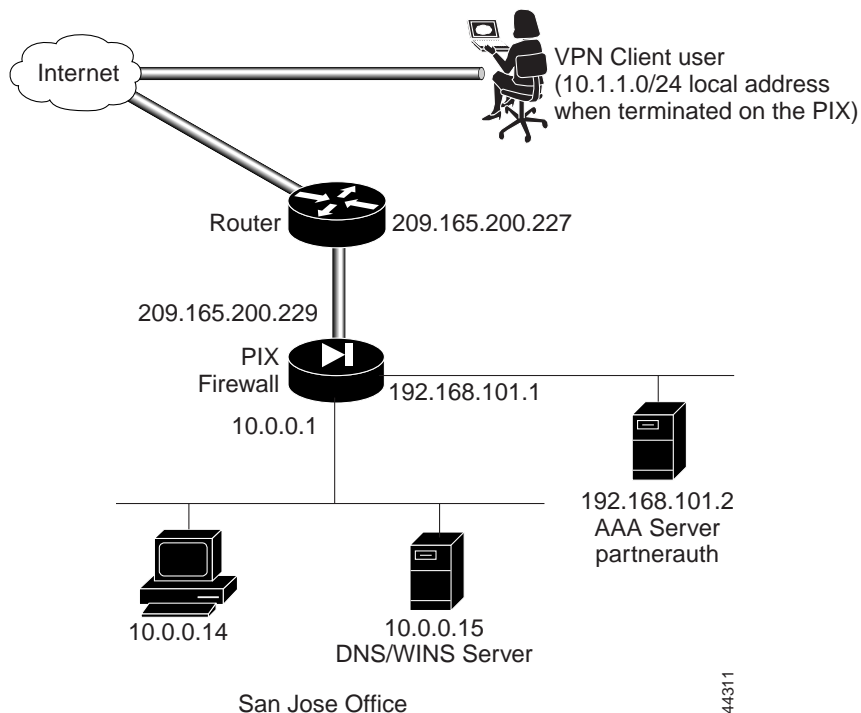 Internet
VPN Client user
(10.1.1.0/24 local address
when terminated on the PIX)
Router
209.165.200.227
209.165.200.229
PIX
Firewall
192.168.101.1
10.0.0.1
192.168.101.2
AAA Server
partnerauth
10.0.0.14
10.0.0.15
DNS/WINS Server
San Jose Office
44311